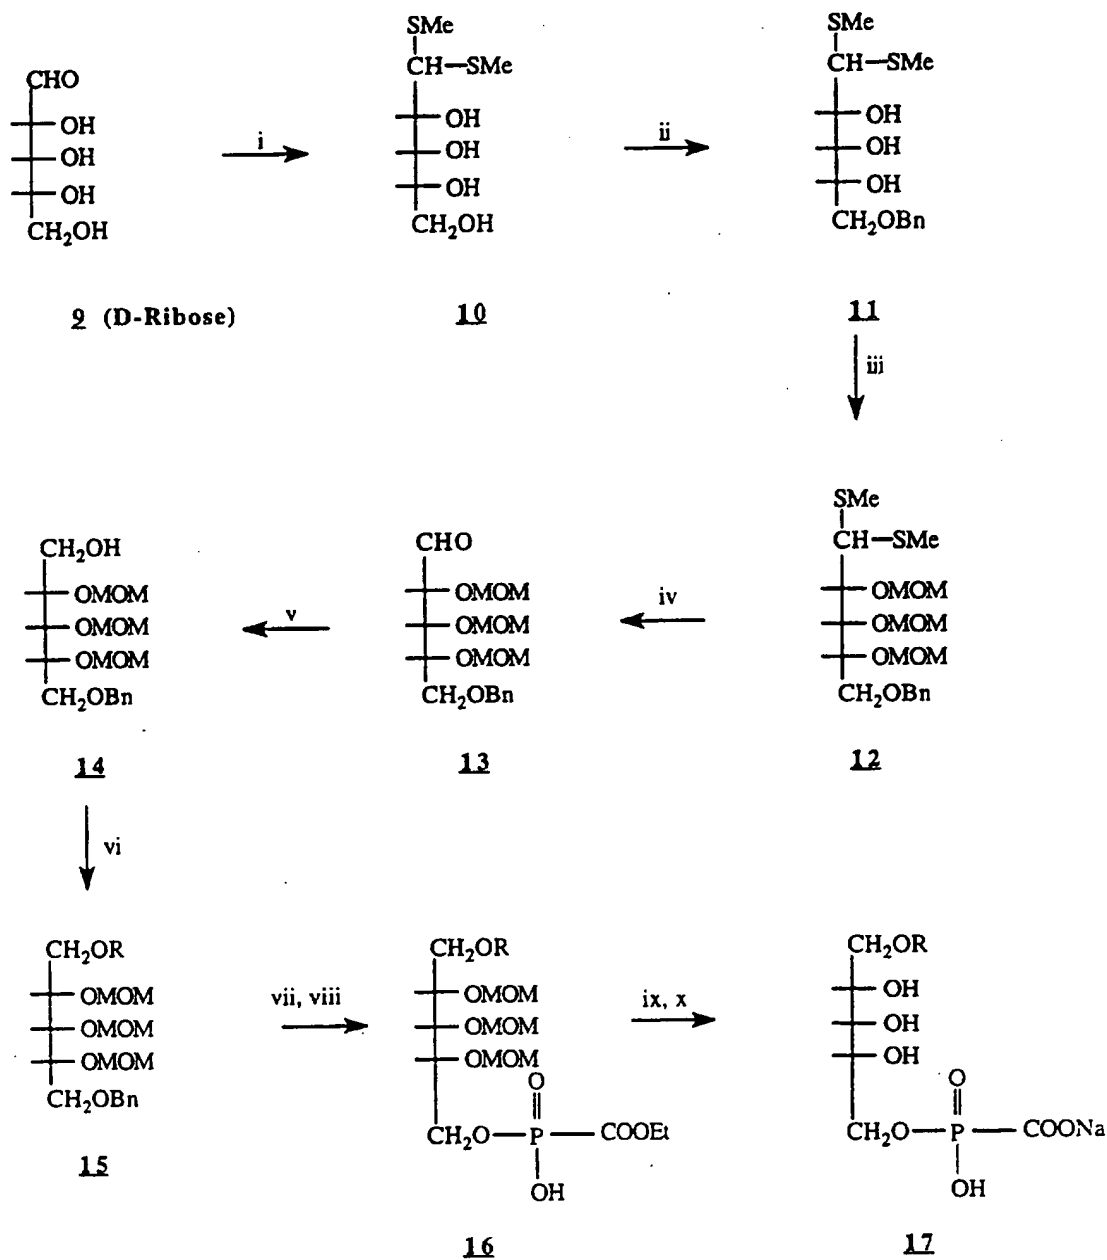 CHO
OH
OH
OH
CH₂OH
9 (D-Ribose)
i
SMe
CH—SMe
OH
OH
OH
CH₂OH
10
ii
SMe
CH—SMe
OH
OH
OH
CH₂OBn
11
iii
SMe
CH—SMe
OMOM
OMOM
OMOM
CH₂OBn
12
iv
CHO
OMOM
OMOM
OMOM
CH₂OBn
13
v
CH₂OH
OMOM
OMOM
OMOM
CH₂OBn
14
vi
CH₂OR
OMOM
OMOM
OMOM
CH₂OBn
15
vii, viii
CH₂OR
OMOM
OMOM
OMOM
O
CH₂O—P—COOEt
OH
16
ix, x
CH₂OR
OH
OH
OH
O
CH₂O—P—COONa
OH
17